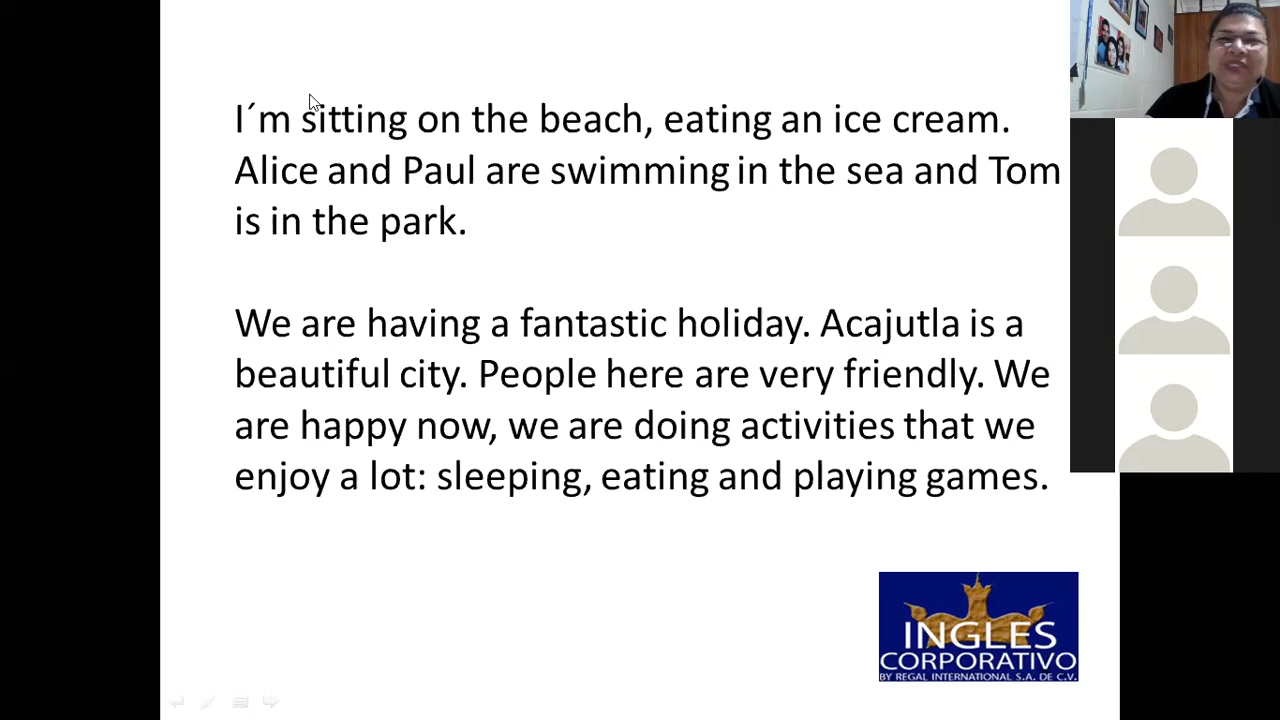 I´m sitting on the beach, eating an ice cream.
Alice and Paul are swimming in the sea and Tom
is in the park.
We are having a fantastic holiday. Acajutla is a
beautiful city. People here are very friendly. We
are happy now, we are doing activities that we
enjoy a lot: sleeping, eating and playing games.
INGLES
CORPORATIVO
BY REGAL INTERNATIONAL S.A. DE C.V.